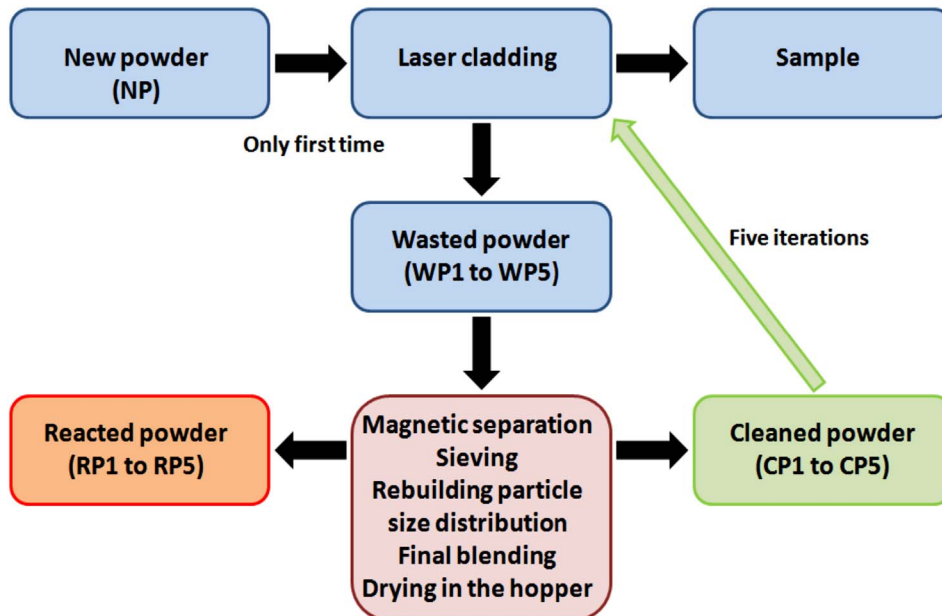 New powder
(NP)
Laser cladding
Sample
Only first time
Wasted powder
(WP1 to WP5)
Five iterations
Reacted powder
(RP1 to RP5)
Magnetic separation
Sieving
Rebuilding particle
size distribution
Final blending
Drying in the hopper
Cleaned powder
(CP1 to CP5)